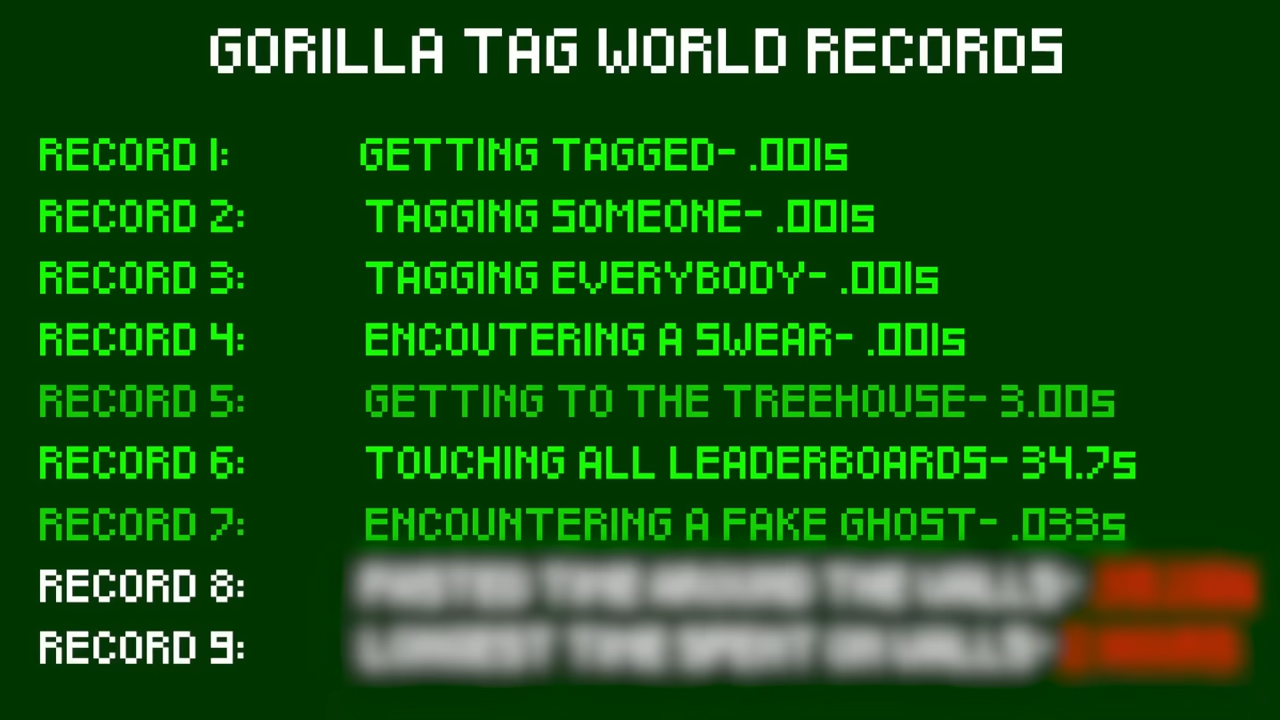 GORILLA TAG WORLD RECORDS
RECORD 1: GETTING TAGGED- .001s
RECORD 2: TAGGING SOMEONE- .001s
RECORD 3: TAGGING EVERYBODY- .001s
RECORD 4: ENCOUTERING A SWEAR- .001s
RECORD 5: GETTING TO THE TREEHOUSE- 3.00s
RECORD 6: TOUCHING ALL LEADERBOARDS- 34.7s
RECORD 7: ENCOUNTERING A FAKE GHOST- .033s
RECORD 8:
RECORD 9: